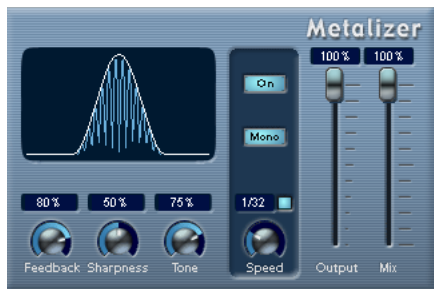 Metalizer
100 % 100 %
On
Mono
80 % 50 % 75 % 1/32
Feedback Sharpness Tone Speed Output Mix